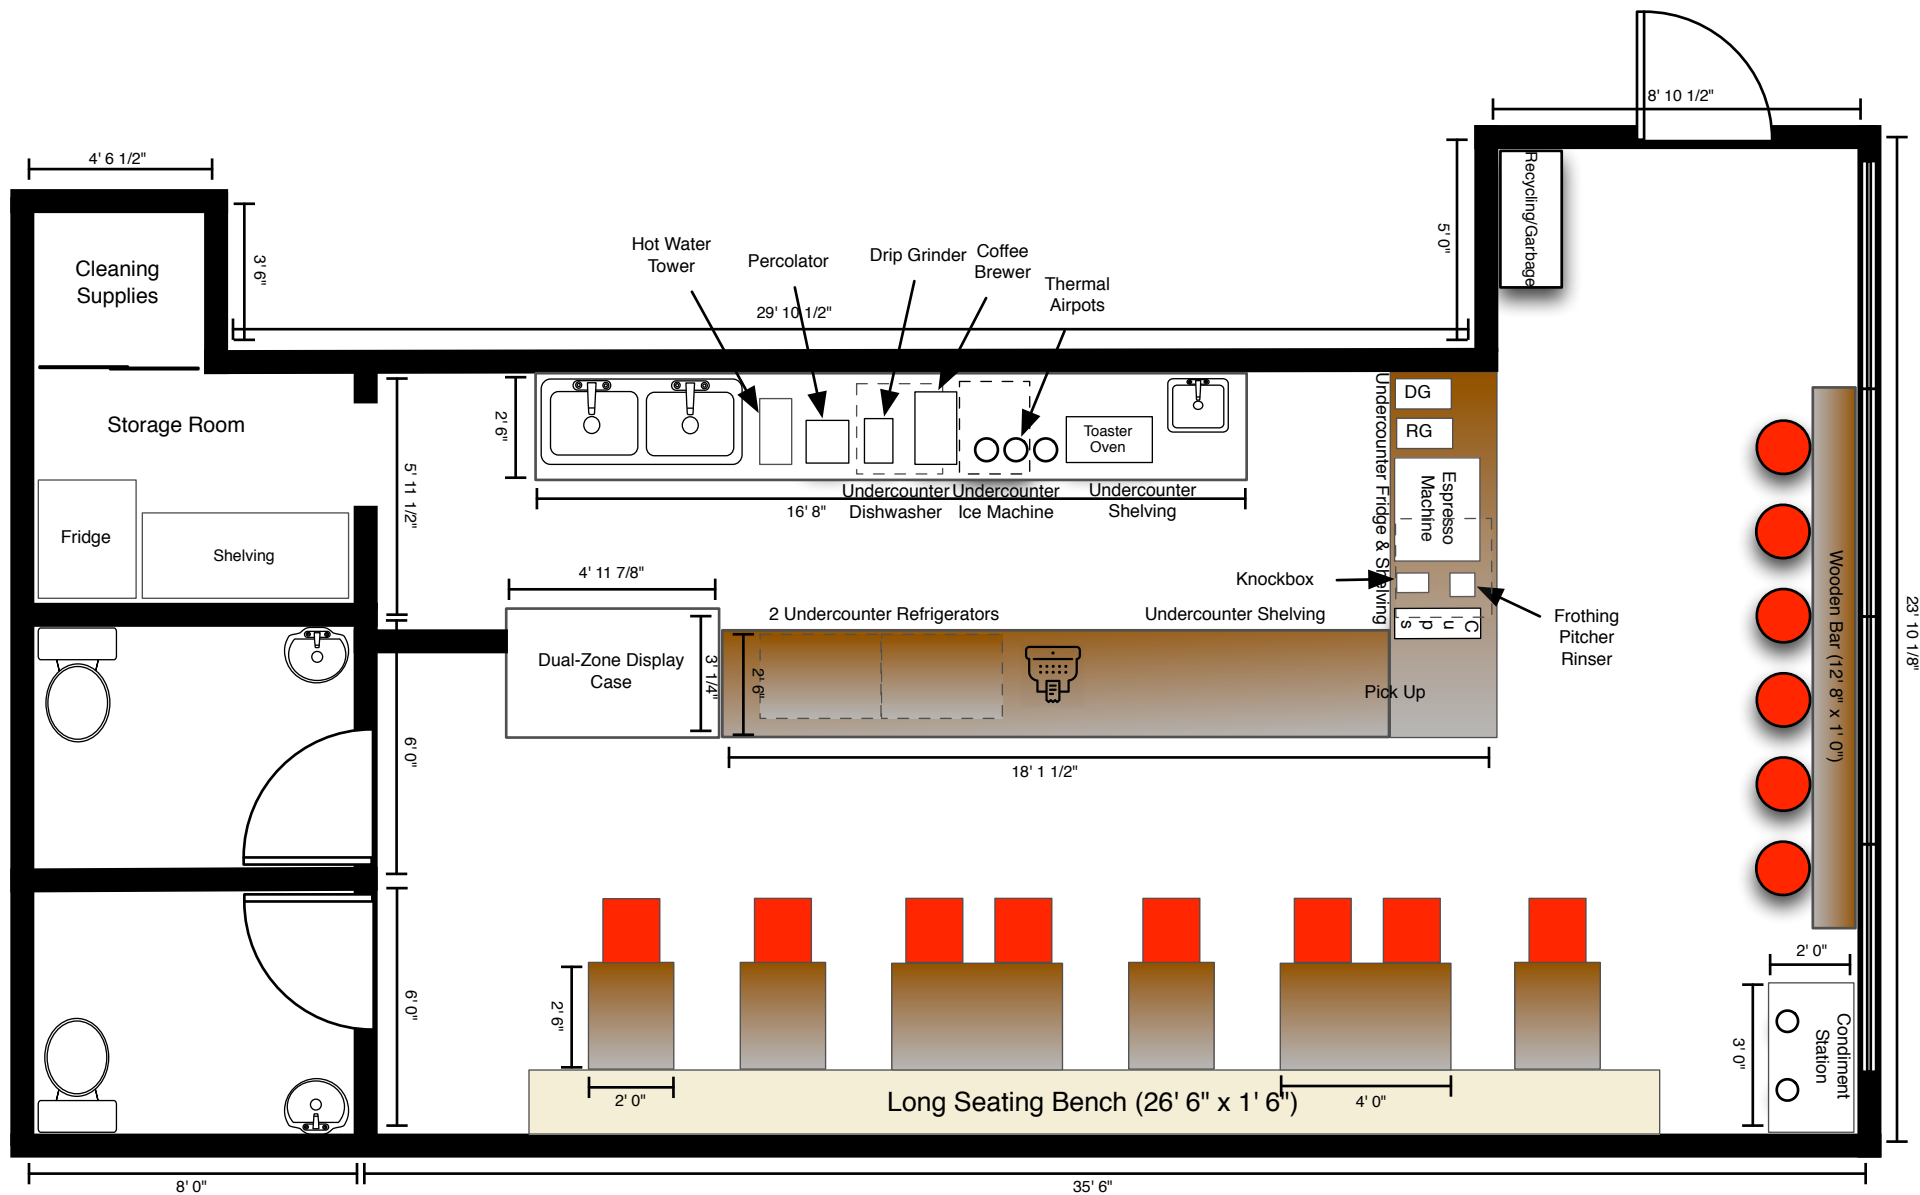 8' 10 1/2"
4' 6 1/2"
Recycling/Garbage
Cleaning
Supplies
3' 6"
Hot Water
Tower
Percolator
Drip Grinder
Coffee
Brewer
Thermal
Airpots
5' 0"
29' 10 1/2"
Storage Room
2' 6"
Toaster
Oven
DG
RG
Espresso
Machine
Undercounter Fridge & Shelving
5' 11 1/2"
Undercounter
Dishwasher
Undercounter
Ice Machine
Undercounter
Shelving
16' 8"
Fridge
Shelving
4' 11 7/8"
Knockbox
Cups
Frothing
Pitcher
Rinser
Wooden Bar (12' 8" x 1' 0")
23' 10 1/8"
2 Undercounter Refrigerators
Undercounter Shelving
Dual-Zone Display
Case
3' 1/4"
2' 6"
Pick Up
6' 0"
18' 1 1/2"
2' 0"
6' 0"
2' 6"
Condiment
Station
3' 0"
2' 0"
Long Seating Bench (26' 6" x 1' 6")
4' 0"
8' 0"
35' 6"